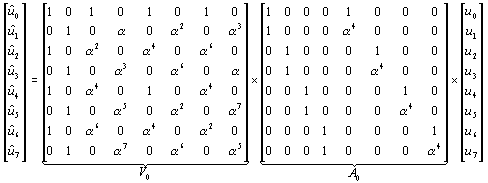 û₀ 1 0 1 0 1 0 1 0 1 0 0 0 1 0 0 0 u₀
û₁ 0 1 0 α 0 α² 0 α³ 1 0 0 0 α⁴ 0 0 0 u₁
û₂ 1 0 α² 0 α⁴ 0 α⁶ 0 0 1 0 0 0 1 0 0 u₂
û₃ = 0 1 0 α³ 0 α⁶ 0 α × 0 1 0 0 0 α⁴ 0 0 × u₃
û₄ 1 0 α⁴ 0 1 0 α⁴ 0 0 0 1 0 0 0 1 0 u₄
û₅ 0 1 0 α⁵ 0 α² 0 α⁷ 0 0 1 0 0 0 α⁴ 0 u₅
û₆ 1 0 α⁶ 0 α⁴ 0 α² 0 0 0 0 1 0 0 0 1 u₆
û₇ 0 1 0 α⁷ 0 α⁶ 0 α⁵ 0 0 0 1 0 0 0 α⁴ u₇
V₀ A₀